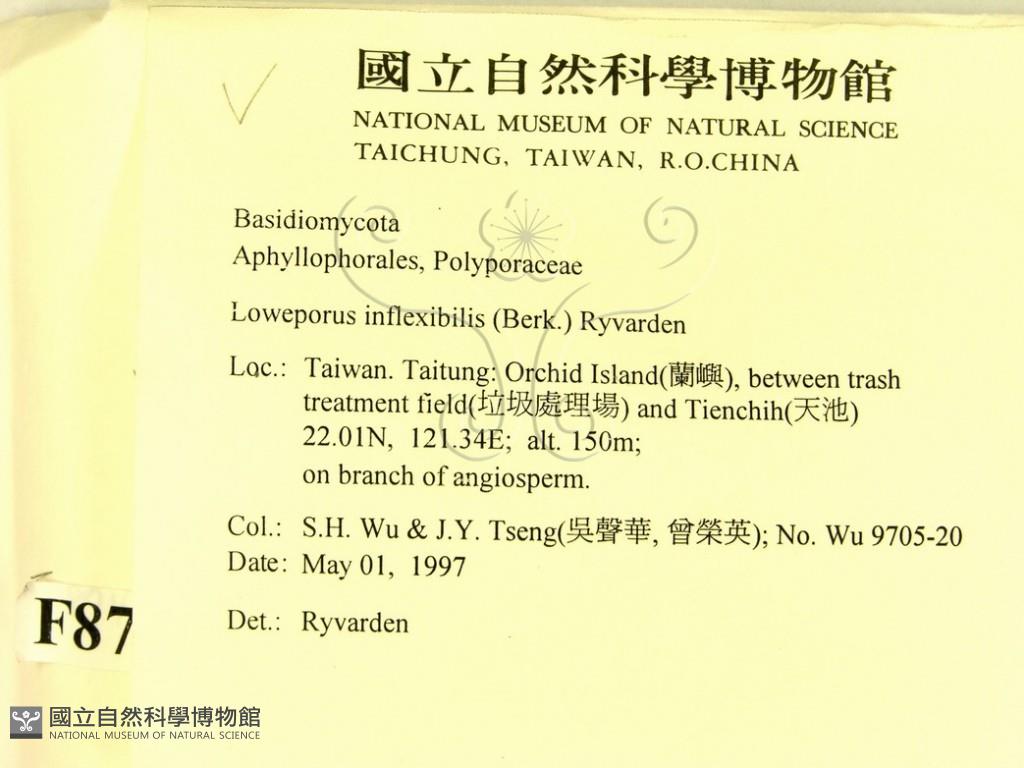 國立自然科學博物館
NATIONAL MUSEUM OF NATURAL SCIENCE
TAICHUNG, TAIWAN, R.O.CHINA
Basidiomycota
Aphyllophorales, Polyporaceae
Loweporus inflexibilis (Berk.) Ryvarden
Loc.: Taiwan. Taitung: Orchid Island(蘭嶼), between trash
treatment field(垃圾處理場) and Tienchih(天池)
22.01N, 121.34E; alt. 150m;
on branch of angiosperm.
Col.: S.H. Wu & J.Y. Tseng(吳聲華, 曾榮英); No. Wu 9705-20
Date: May 01, 1997
Det.: Ryvarden
F87
國立自然科學博物館
NATIONAL MUSEUM OF NATURAL SCIENCE